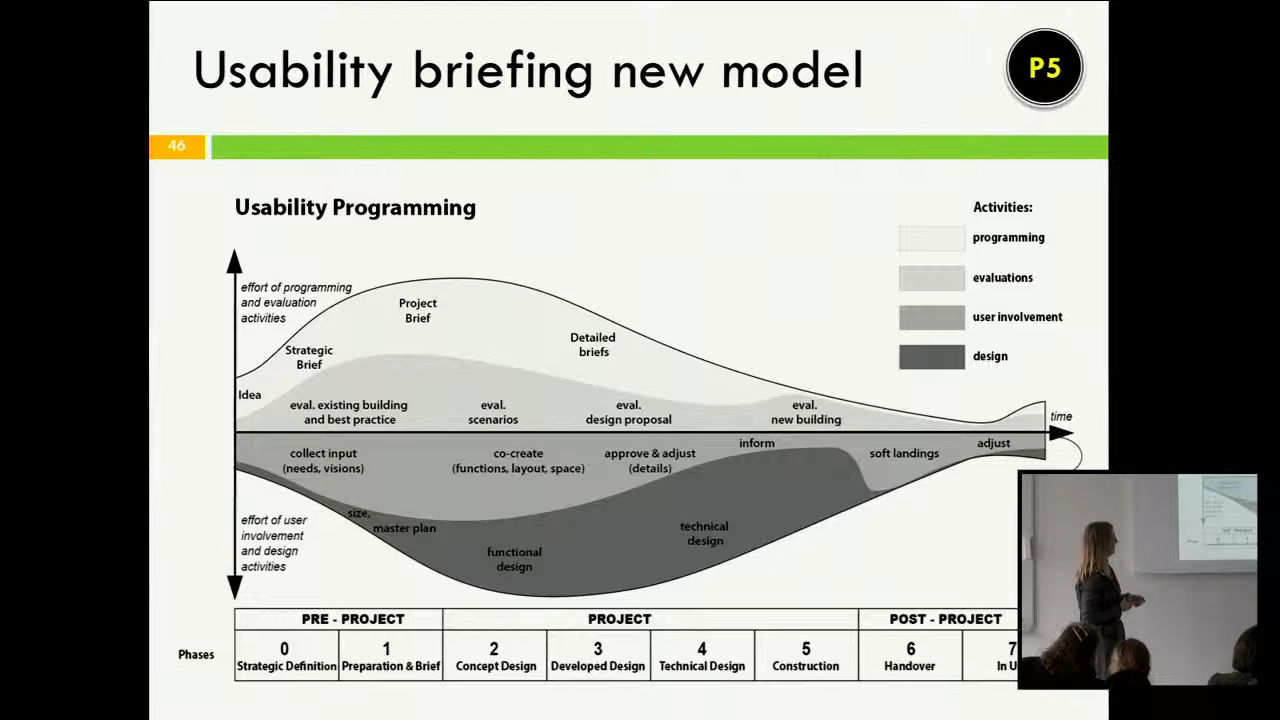 Usability briefing new model
P5
46
Usability Programming
Activities:
programming
evaluations
user involvement
design
effort of programming
and evaluation
activities
Project
Brief
Detailed
briefs
Strategic
Brief
Idea
eval. existing building
and best practice
eval.
scenarios
eval.
design proposal
eval.
new building
time
collect input
(needs, visions)
co-create
(functions, layout, space)
approve & adjust
(details)
inform
soft landings
adjust
size,
master plan
functional
design
technical
design
effort of user
involvement
and design
activities
PRE - PROJECT
PROJECT
POST - PROJECT
Phases
0
Strategic Definition
1
Preparation & Brief
2
Concept Design
3
Developed Design
4
Technical Design
5
Construction
6
Handover
7
In U